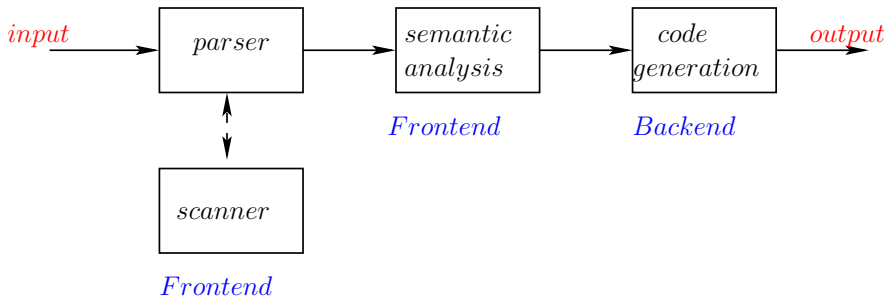 input
parser
semantic
analysis
code
generation
output
Frontend
Backend
scanner
Frontend